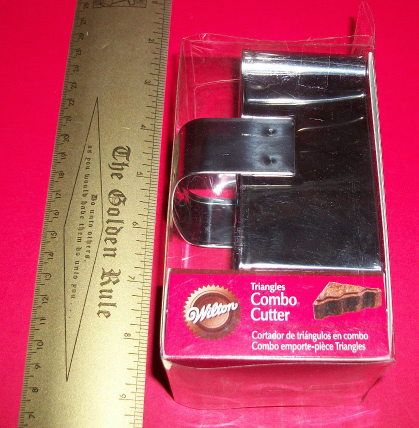 The Golden Rule
Do unto others,
as you would have them do unto you...
Wilton
Triangles
Combo
Cutter
Cortador de triángulos en combo
Combo emporte-pièce Triangles